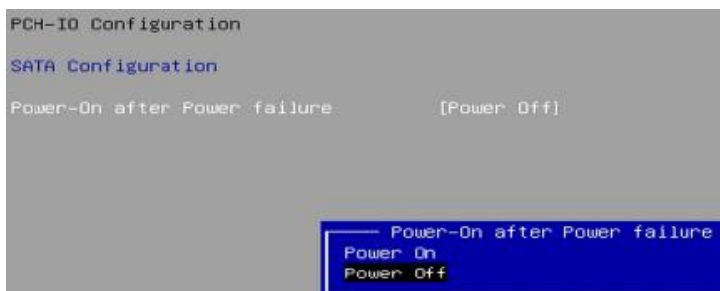 PCH-IO Configuration
SATA Configuration
Power-On after Power failure [Power Off]
Power-On after Power failure
Power On
Power Off